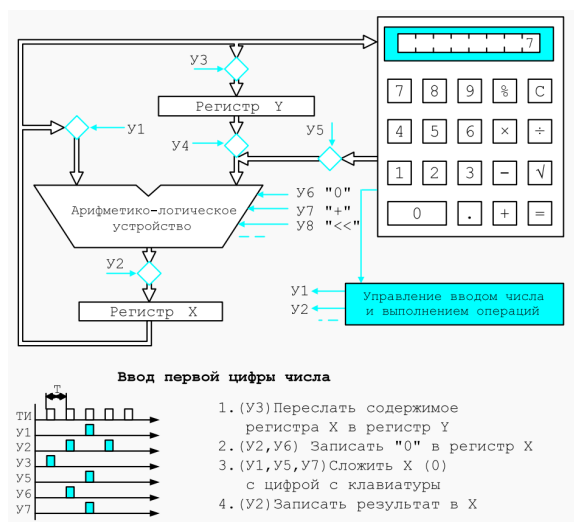 7
У3
Регистр Y
У1
У4
У5
7 8 9 % C
4 5 6 × ÷
1 2 3 − √
0 . + =
Арифметико-логическое
устройство
У6 "0"
У7 "+"
У8 "<<"
У2
Регистр X
У1
У2
Управление вводом числа
и выполнением операций
Ввод первой цифры числа
T
ТИ
У1
У2
У3
У5
У6
У7
1.(У3)Переслать содержимое
регистра X в регистр Y
2.(У2,У6) Записать "0" в регистр X
3.(У1,У5,У7)Сложить X (0)
с цифрой с клавиатуры
4.(У2)Записать результат в X